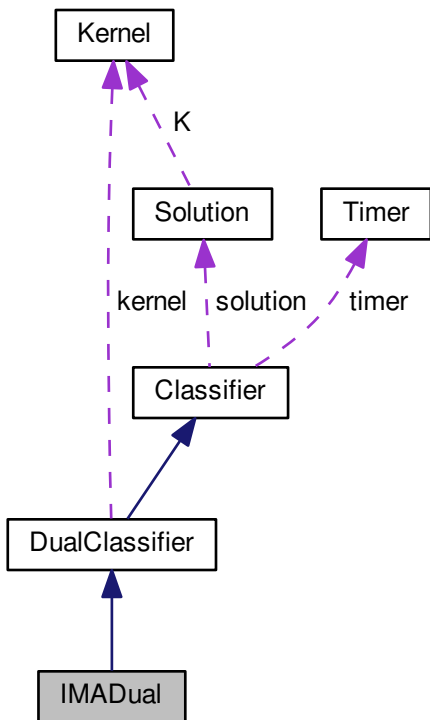 Kernel
K
Solution
Timer
kernel
solution
timer
Classifier
DualClassifier
IMADual